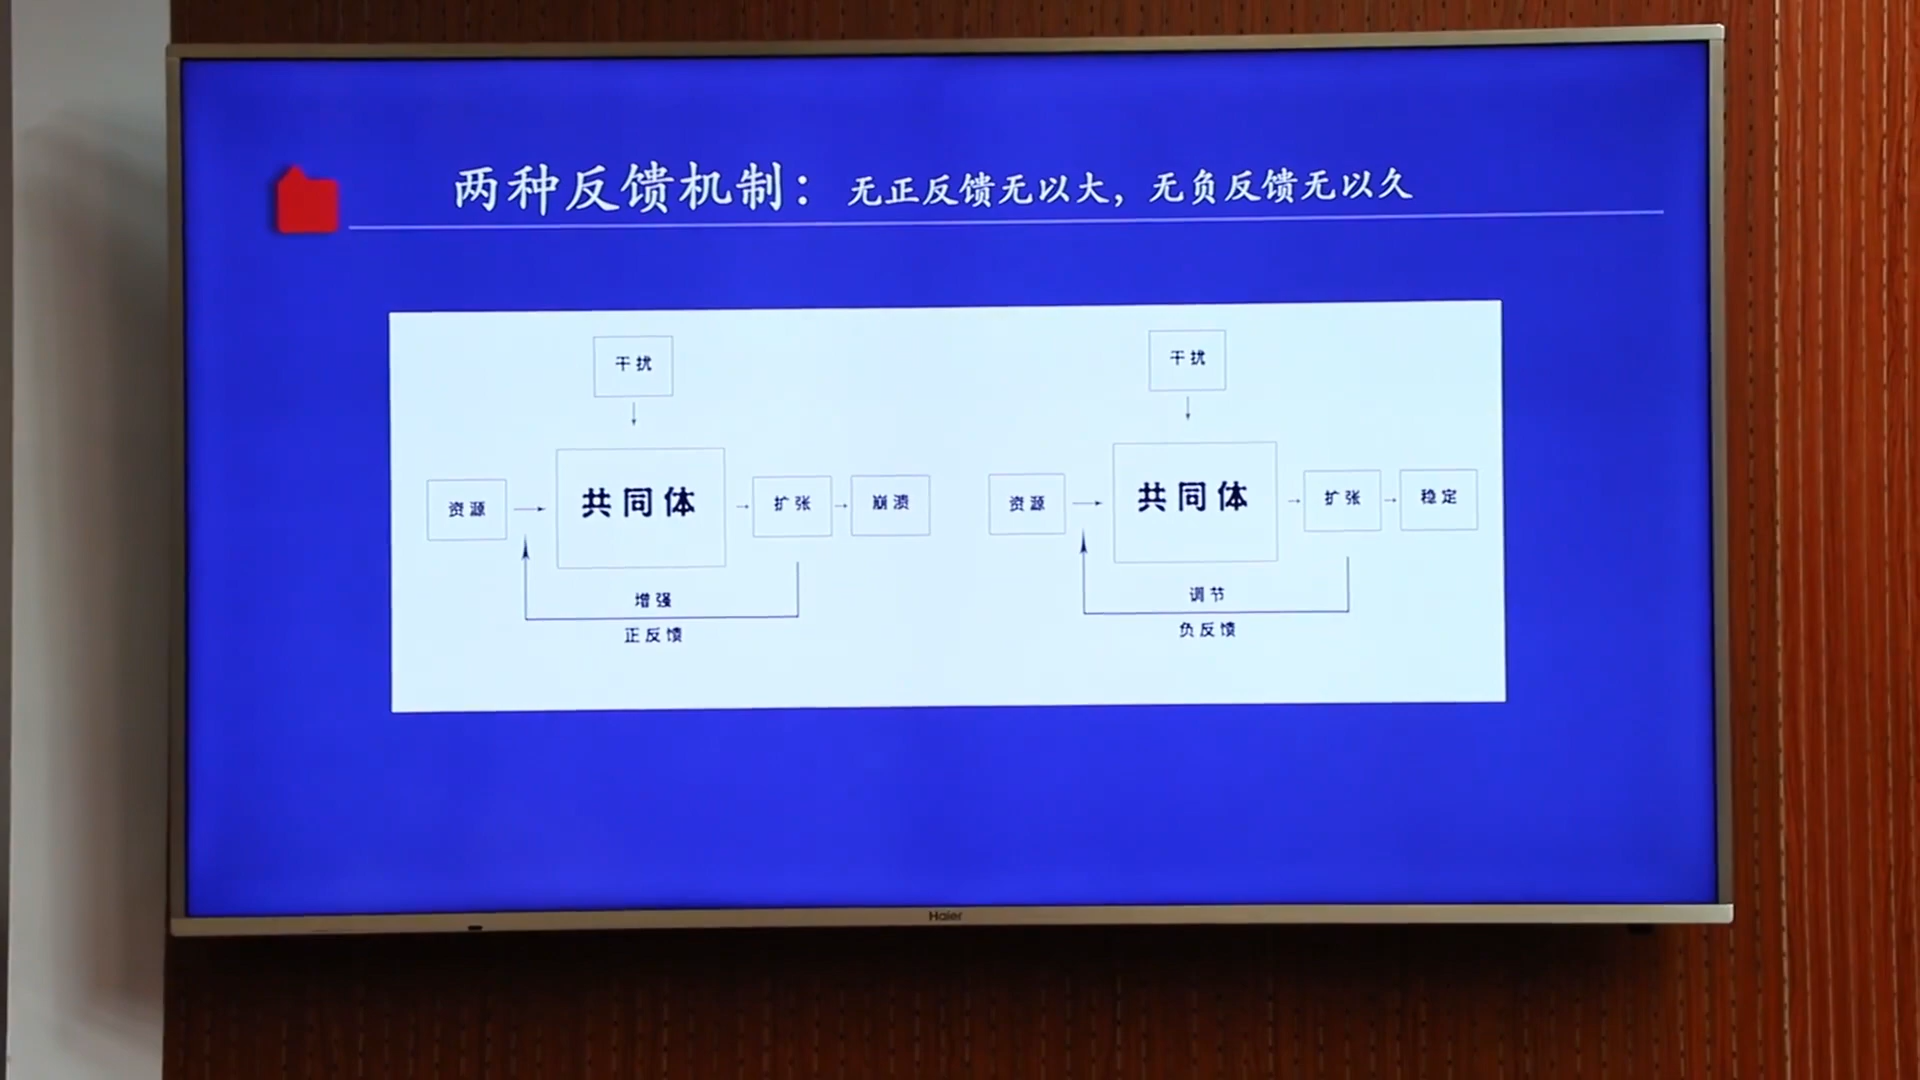 两种反馈机制：无正反馈无以大，无负反馈无以久
干扰
资源
共同体
扩张
崩溃
增强
正反馈
干扰
资源
共同体
扩张
稳定
调节
负反馈
Haier